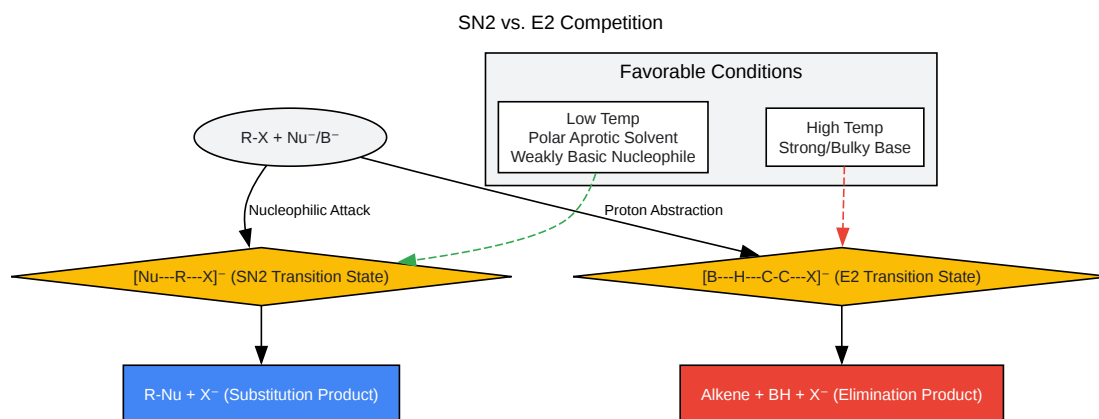 SN2 vs. E2 Competition
Favorable Conditions
Low Temp
Polar Aprotic Solvent
Weakly Basic Nucleophile
High Temp
Strong/Bulky Base
R-X + Nu⁻/B⁻
Nucleophilic Attack
Proton Abstraction
[Nu---R---X]⁻ (SN2 Transition State)
[B---H---C-C---X]⁻ (E2 Transition State)
R-Nu + X⁻ (Substitution Product)
Alkene + BH + X⁻ (Elimination Product)